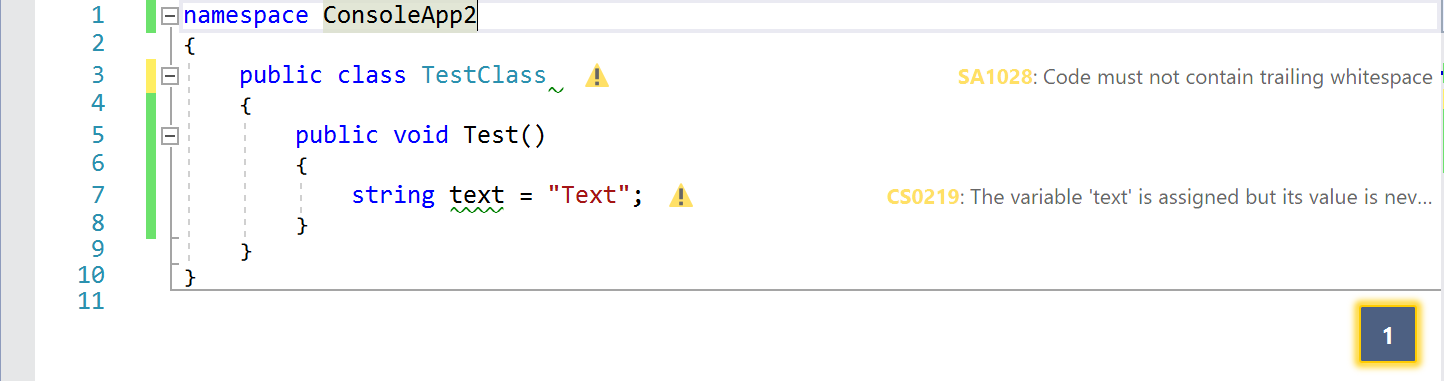 1 namespace ConsoleApp2
2 {
3 public class TestClass SA1028: Code must not contain trailing whitespace
4 {
5 public void Test()
6 {
7 string text = "Text"; CS0219: The variable 'text' is assigned but its value is nev...
8 }
9 }
10 }
11
1